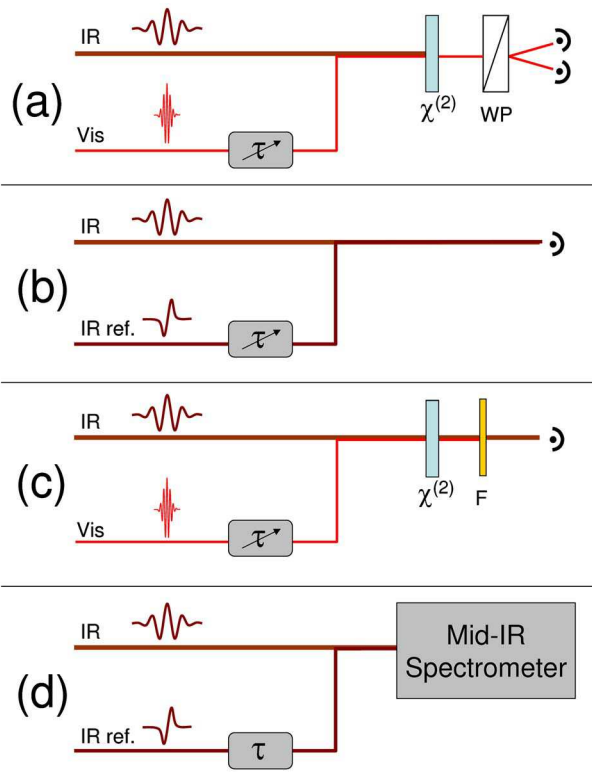 IR
(a)
χ(2)
WP
Vis
τ
IR
(b)
IR ref.
τ
IR
(c)
χ(2)
F
Vis
τ
IR
Mid-IR
Spectrometer
(d)
IR ref.
τ